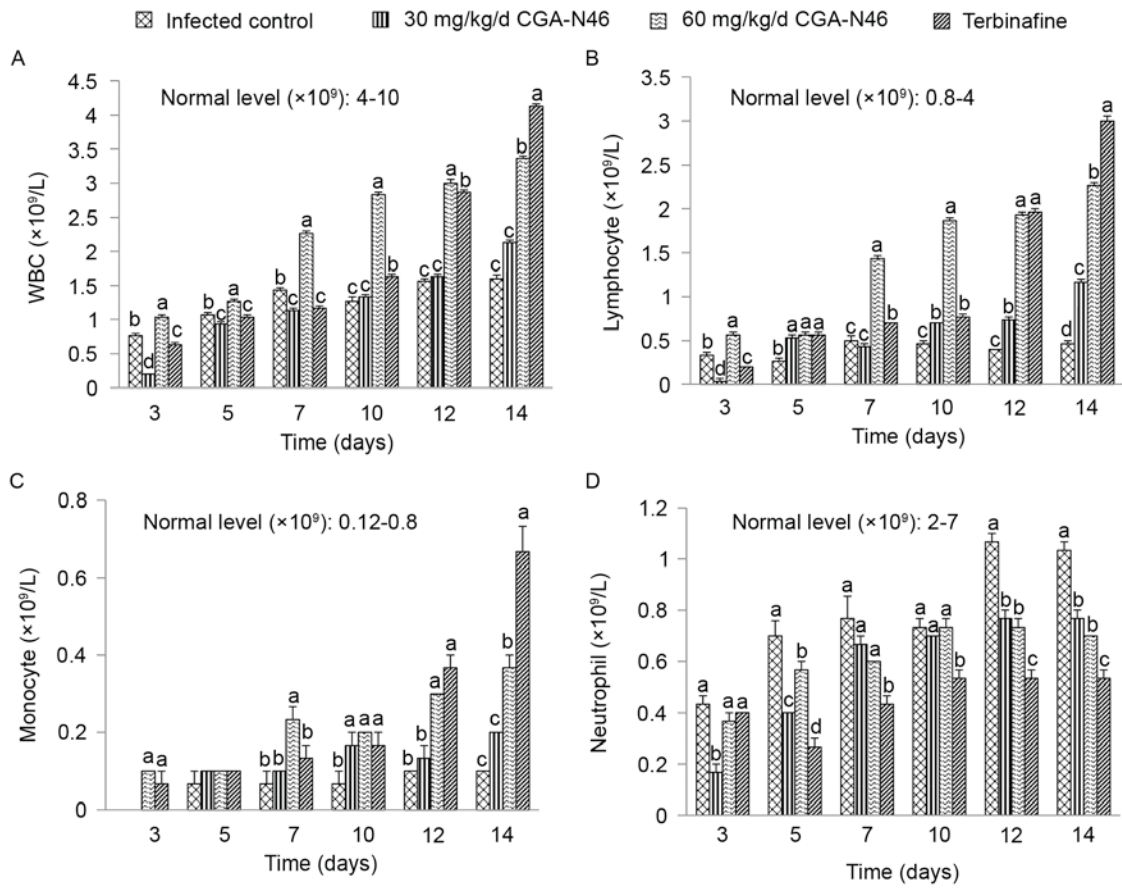 Infected control 30 mg/kg/d CGA-N46 60 mg/kg/d CGA-N46 Terbinafine
A
Normal level (×10⁹): 4-10
WBC (×10⁹/L)
4.5
4
3.5
3
2.5
2
1.5
1
0.5
0
b d a c
b c a c
b c a c
c c a b
c c a b
c c b a
3 5 7 10 12 14
Time (days)
B
Normal level (×10⁹): 0.8-4
Lymphocyte (×10⁹/L)
3.5
3
2.5
2
1.5
1
0.5
0
b d a c
b a a a
c c a b
c b a b
c b a a
d c b a
3 5 7 10 12 14
Time (days)
C
Normal level (×10⁹): 0.12-0.8
Monocyte (×10⁹/L)
0.8
0.6
0.4
0.2
0
a a
b b a b
b a a a
b b a a
c c b a
3 5 7 10 12 14
Time (days)
D
Normal level (×10⁹): 2-7
Neutrophil (×10⁹/L)
1.2
1
0.8
0.6
0.4
0.2
0
a b a a
a c b d
a a a b
a a a b
a b b c
a b b c
3 5 7 10 12 14
Time (days)